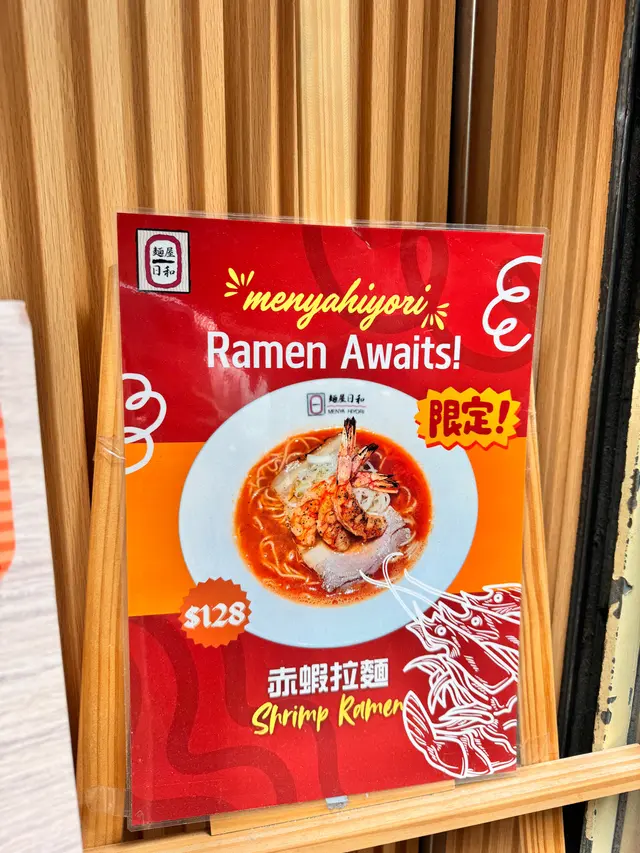 麵屋
日和
menyahiyori
Ramen Awaits!
麵屋日和
MENYA HIYORI
限定!
$128
赤蝦拉麵
Shrimp Ramen